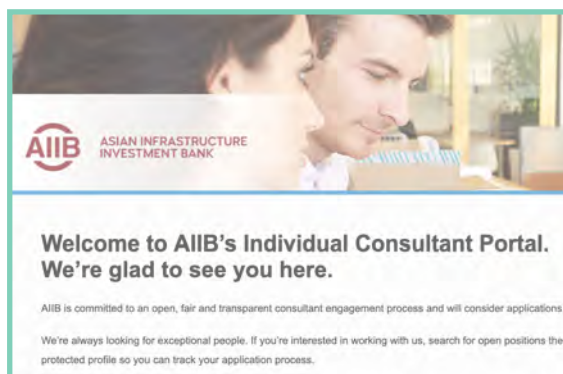 AIIB
ASIAN INFRASTRUCTURE
INVESTMENT BANK
Welcome to AIIB's Individual Consultant Portal.
We're glad to see you here.
AIIB is committed to an open, fair and transparent consultant engagement process and will consider applications
We're always looking for exceptional people. If you're interested in working with us, search for open positions the
protected profile so you can track your application process.